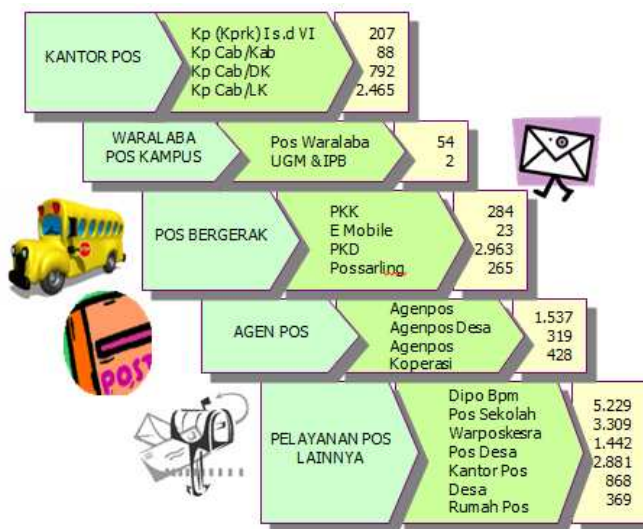 KANTOR POS
Kp (Kprk) I s.d VI 207
Kp Cab/Kab 88
Kp Cab/DK 792
Kp Cab/LK 2.465
WARALABA
POS KAMPUS
Pos Waralaba 54
UGM & IPB 2
POS BERGERAK
PKK 284
E Mobile 23
PKD 2.963
Possarling 265
AGEN POS
Agenpos
Agenpos Desa
Agenpos
Koperasi
1.537
319
428
PELAYANAN POS
LAINNYA
Dipo Bpm
Pos Sekolah
Warposkesra
Pos Desa
Kantor Pos
Desa
Rumah Pos
5.229
3.309
1.442
2.881
868
369
POST